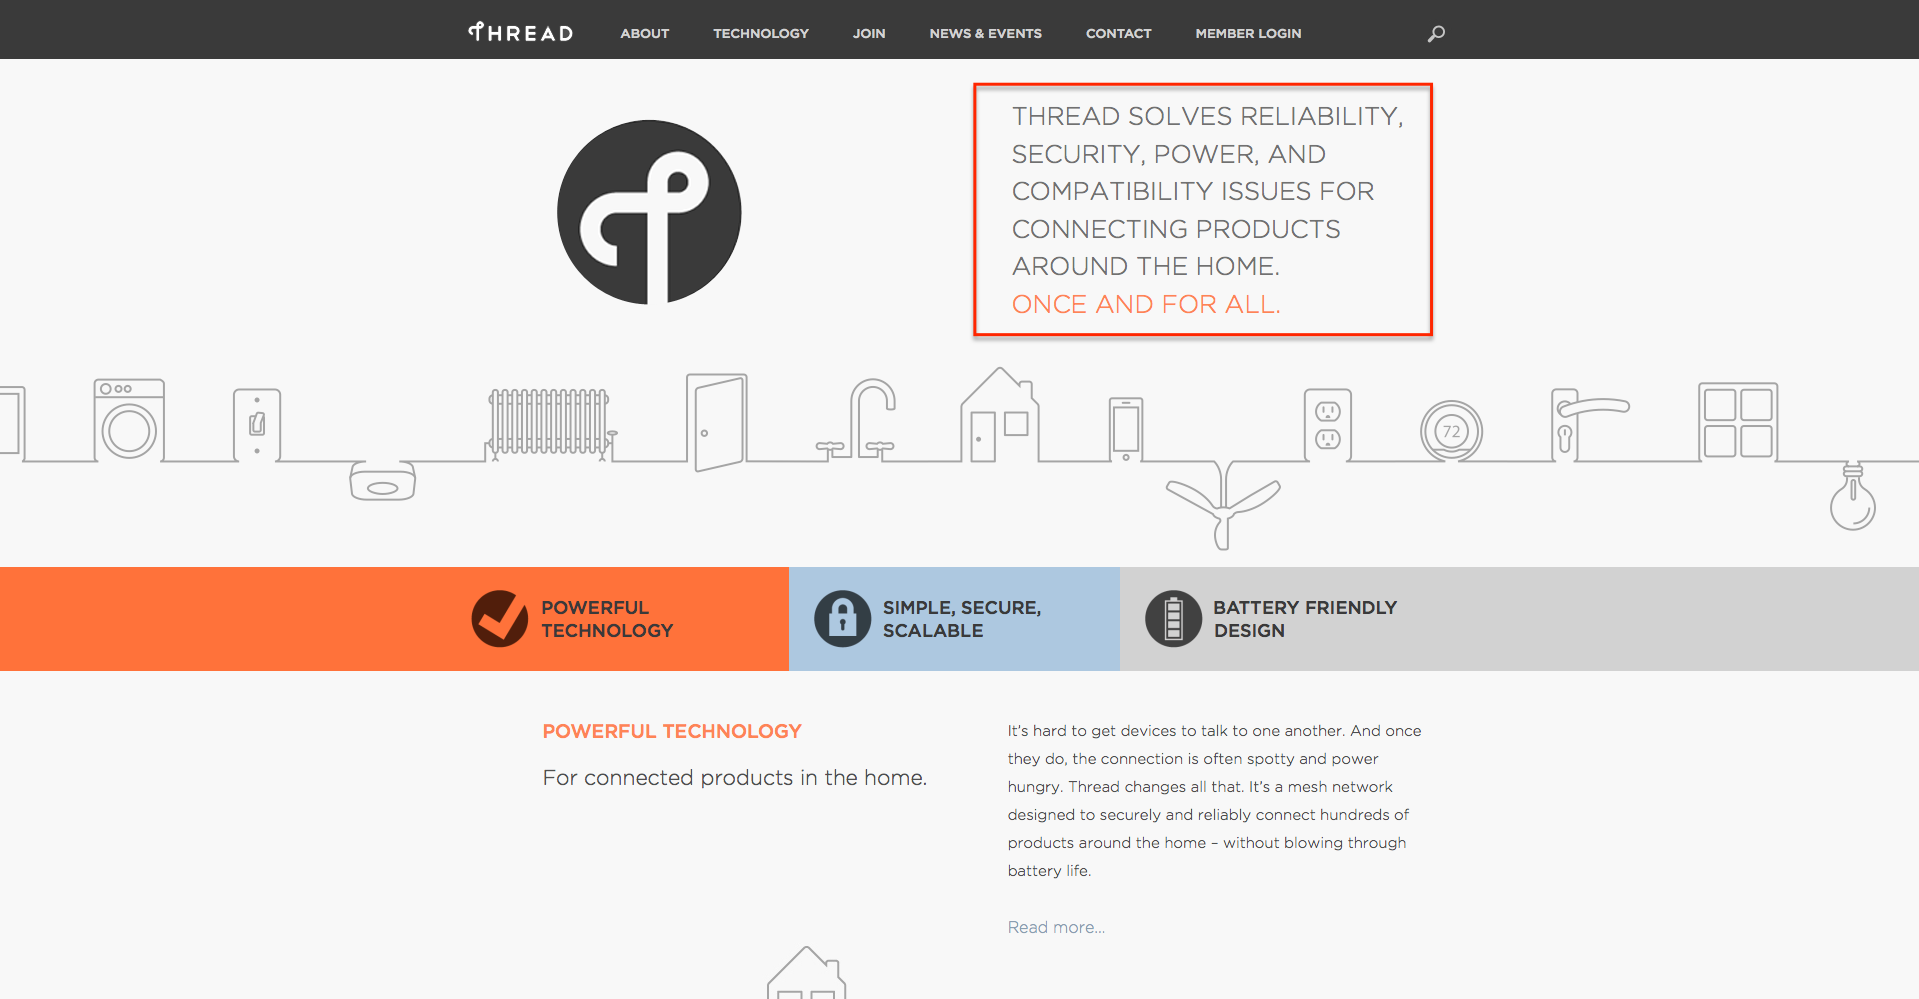 THREAD
ABOUT
TECHNOLOGY
JOIN
NEWS & EVENTS
CONTACT
MEMBER LOGIN
THREAD SOLVES RELIABILITY,
SECURITY, POWER, AND
COMPATIBILITY ISSUES FOR
CONNECTING PRODUCTS
AROUND THE HOME.
ONCE AND FOR ALL.
72
POWERFUL
TECHNOLOGY
SIMPLE, SECURE,
SCALABLE
BATTERY FRIENDLY
DESIGN
POWERFUL TECHNOLOGY
For connected products in the home.
It's hard to get devices to talk to one another. And once
they do, the connection is often spotty and power
hungry. Thread changes all that. It's a mesh network
designed to securely and reliably connect hundreds of
products around the home – without blowing through
battery life.
Read more...